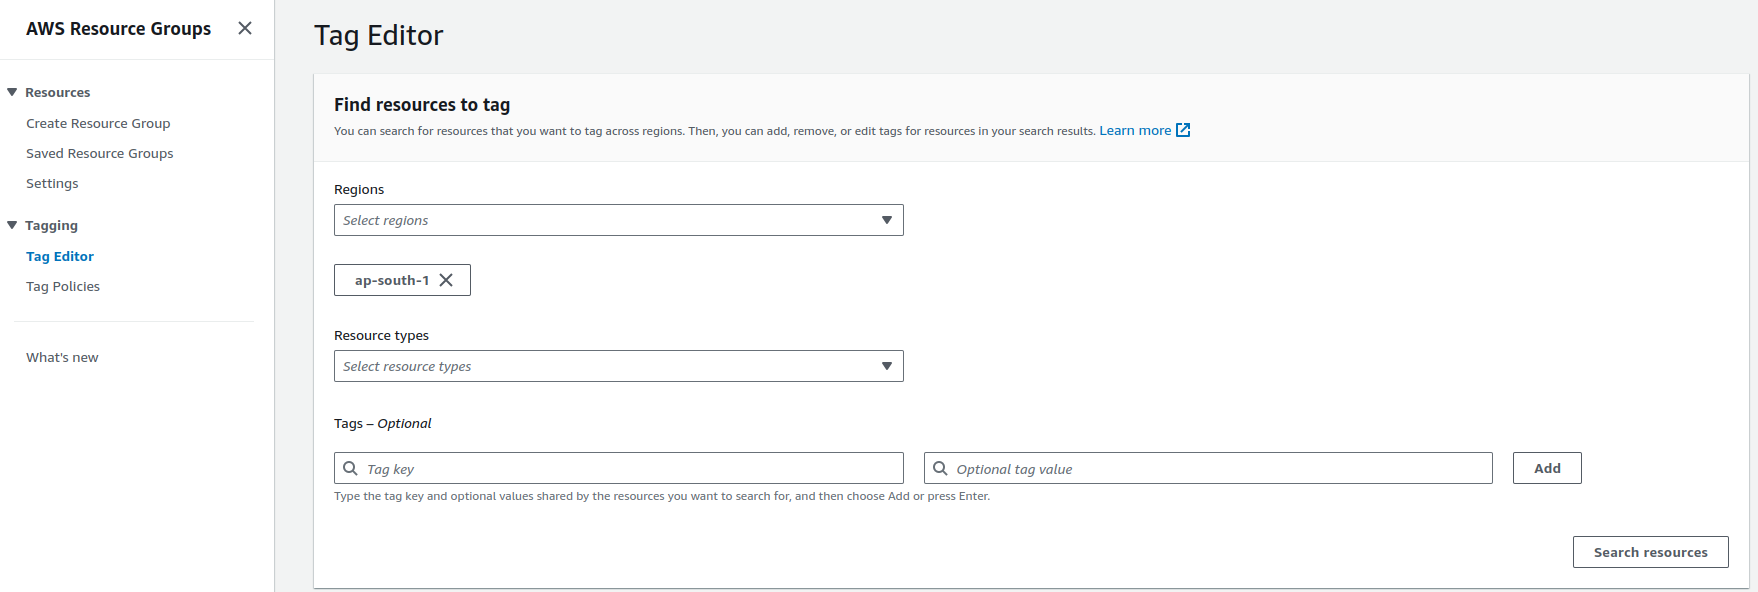 AWS Resource Groups
Resources
Create Resource Group
Saved Resource Groups
Settings
Tagging
Tag Editor
Tag Policies
What's new
Tag Editor
Find resources to tag
You can search for resources that you want to tag across regions. Then, you can add, remove, or edit tags for resources in your search results. Learn more
Regions
Select regions
ap-south-1
Resource types
Select resource types
Tags – Optional
Tag key
Optional tag value
Add
Type the tag key and optional values shared by the resources you want to search for, and then choose Add or press Enter.
Search resources